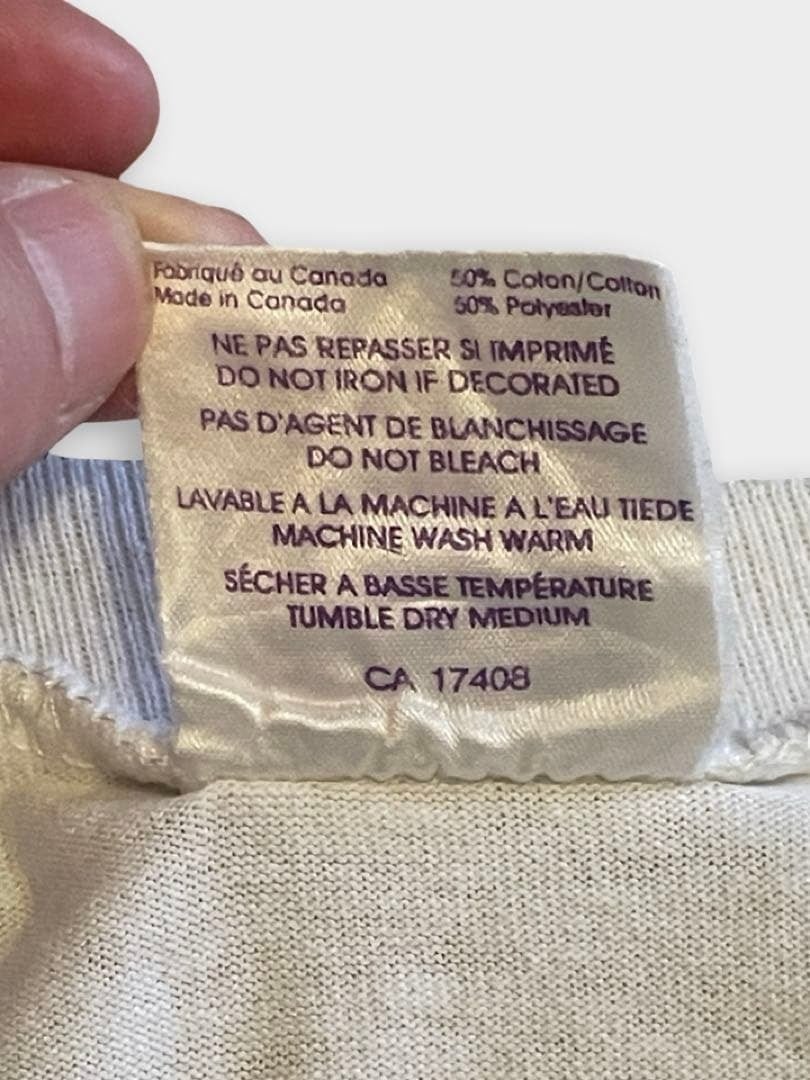 Fabriqué au Canada
50% Coton/Cotton
Made in Canada
50% Polyester
NE PAS REPASSER SI IMPRIMÉ
DO NOT IRON IF DECORATED
PAS D'AGENT DE BLANCHISSAGE
DO NOT BLEACH
LAVABLE A LA MACHINE A L'EAU TIEDE
MACHINE WASH WARM
SÉCHER A BASSE TEMPÉRATURE
TUMBLE DRY MEDIUM
CA 17408